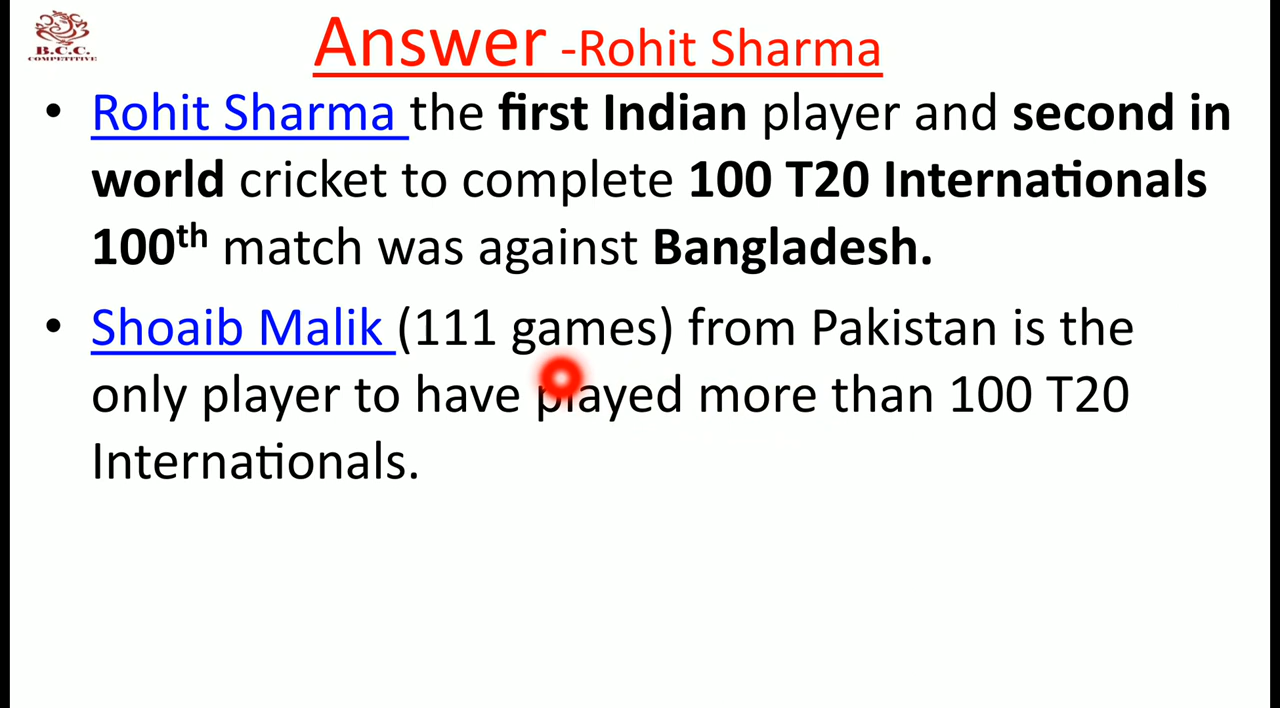 B.C.C.
COMPETITIVE
Answer -Rohit Sharma
• Rohit Sharma the first Indian player and second in
world cricket to complete 100 T20 Internationals
100th match was against Bangladesh.
• Shoaib Malik (111 games) from Pakistan is the
only player to have played more than 100 T20
Internationals.